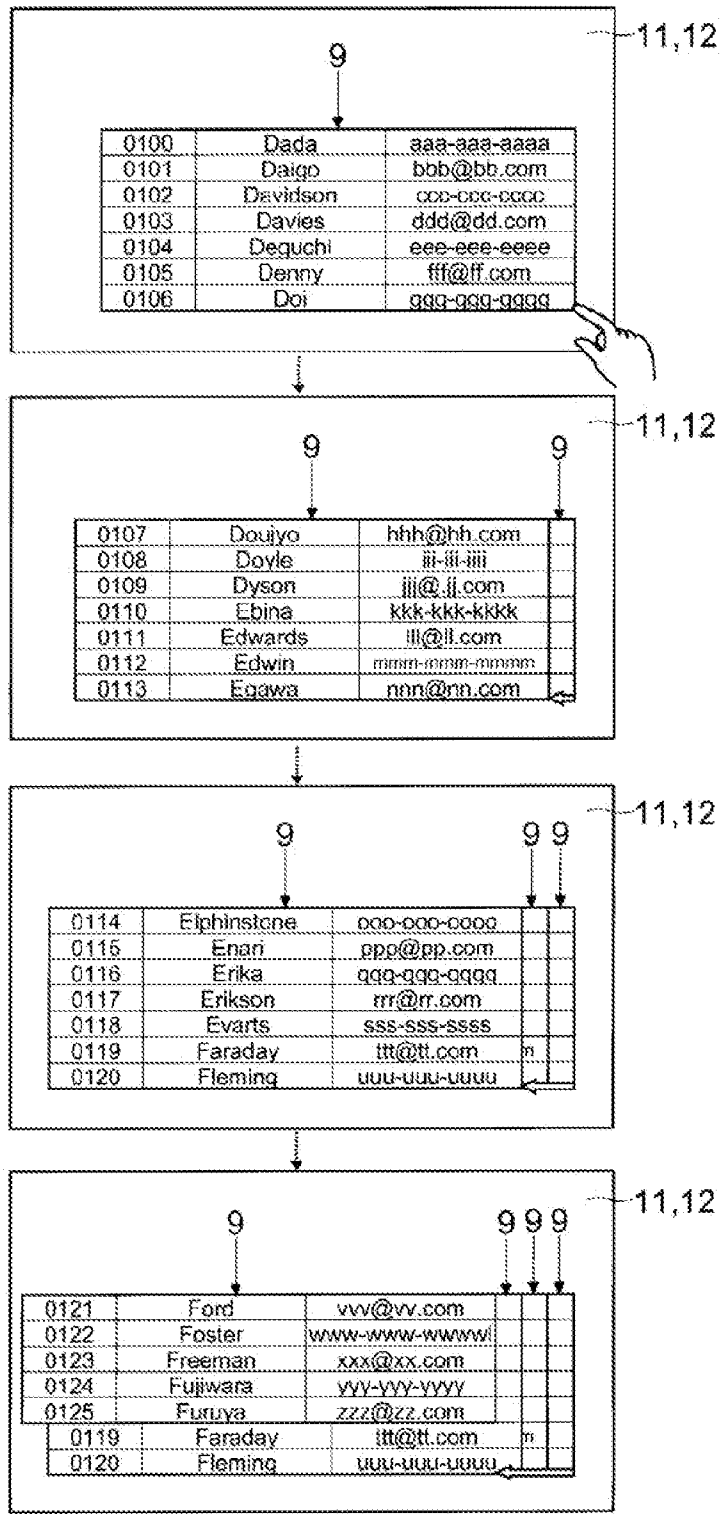 11,12
9
0100 Dada aaa-aaa-aaaa
0101 Daigo bbb@bb.com
0102 Davidson ccc-ccc-cccc
0103 Davies ddd@dd.com
0104 Deguchi eee-eee-eeee
0105 Denny fff@ff.com
0106 Doi ggg-ggg-gggg
11,12
9 9
0107 Doujyo hhh@hh.com
0108 Doyle iii-iii-iiii
0109 Dyson jjj@.jj.com
0110 Ebina kkk-kkk-kkkk
0111 Edwards lll@ll.com
0112 Edwin mmm-mmm-mmmm
0113 Egawa nnn@nn.com
11,12
9 9 9
0114 Elphinstone ooo-ooo-oooo
0115 Enari ppp@pp.com
0116 Erika qqq-qqq-qqqq
0117 Erikson rrr@rr.com
0118 Evarts sss-sss-ssss
0119 Faraday ttt@tt.com m
0120 Fleming uuu-uuu-uuuu
11,12
9 9 9 9
0121 Ford vvv@vv.com
0122 Foster www-www-wwww
0123 Freeman xxx@xx.com
0124 Fujiwara yyy-yyy-yyyy
0125 Furuya zzz@zz.com
0119 Faraday ttt@tt.com m
0120 Fleming uuu-uuu-uuuu